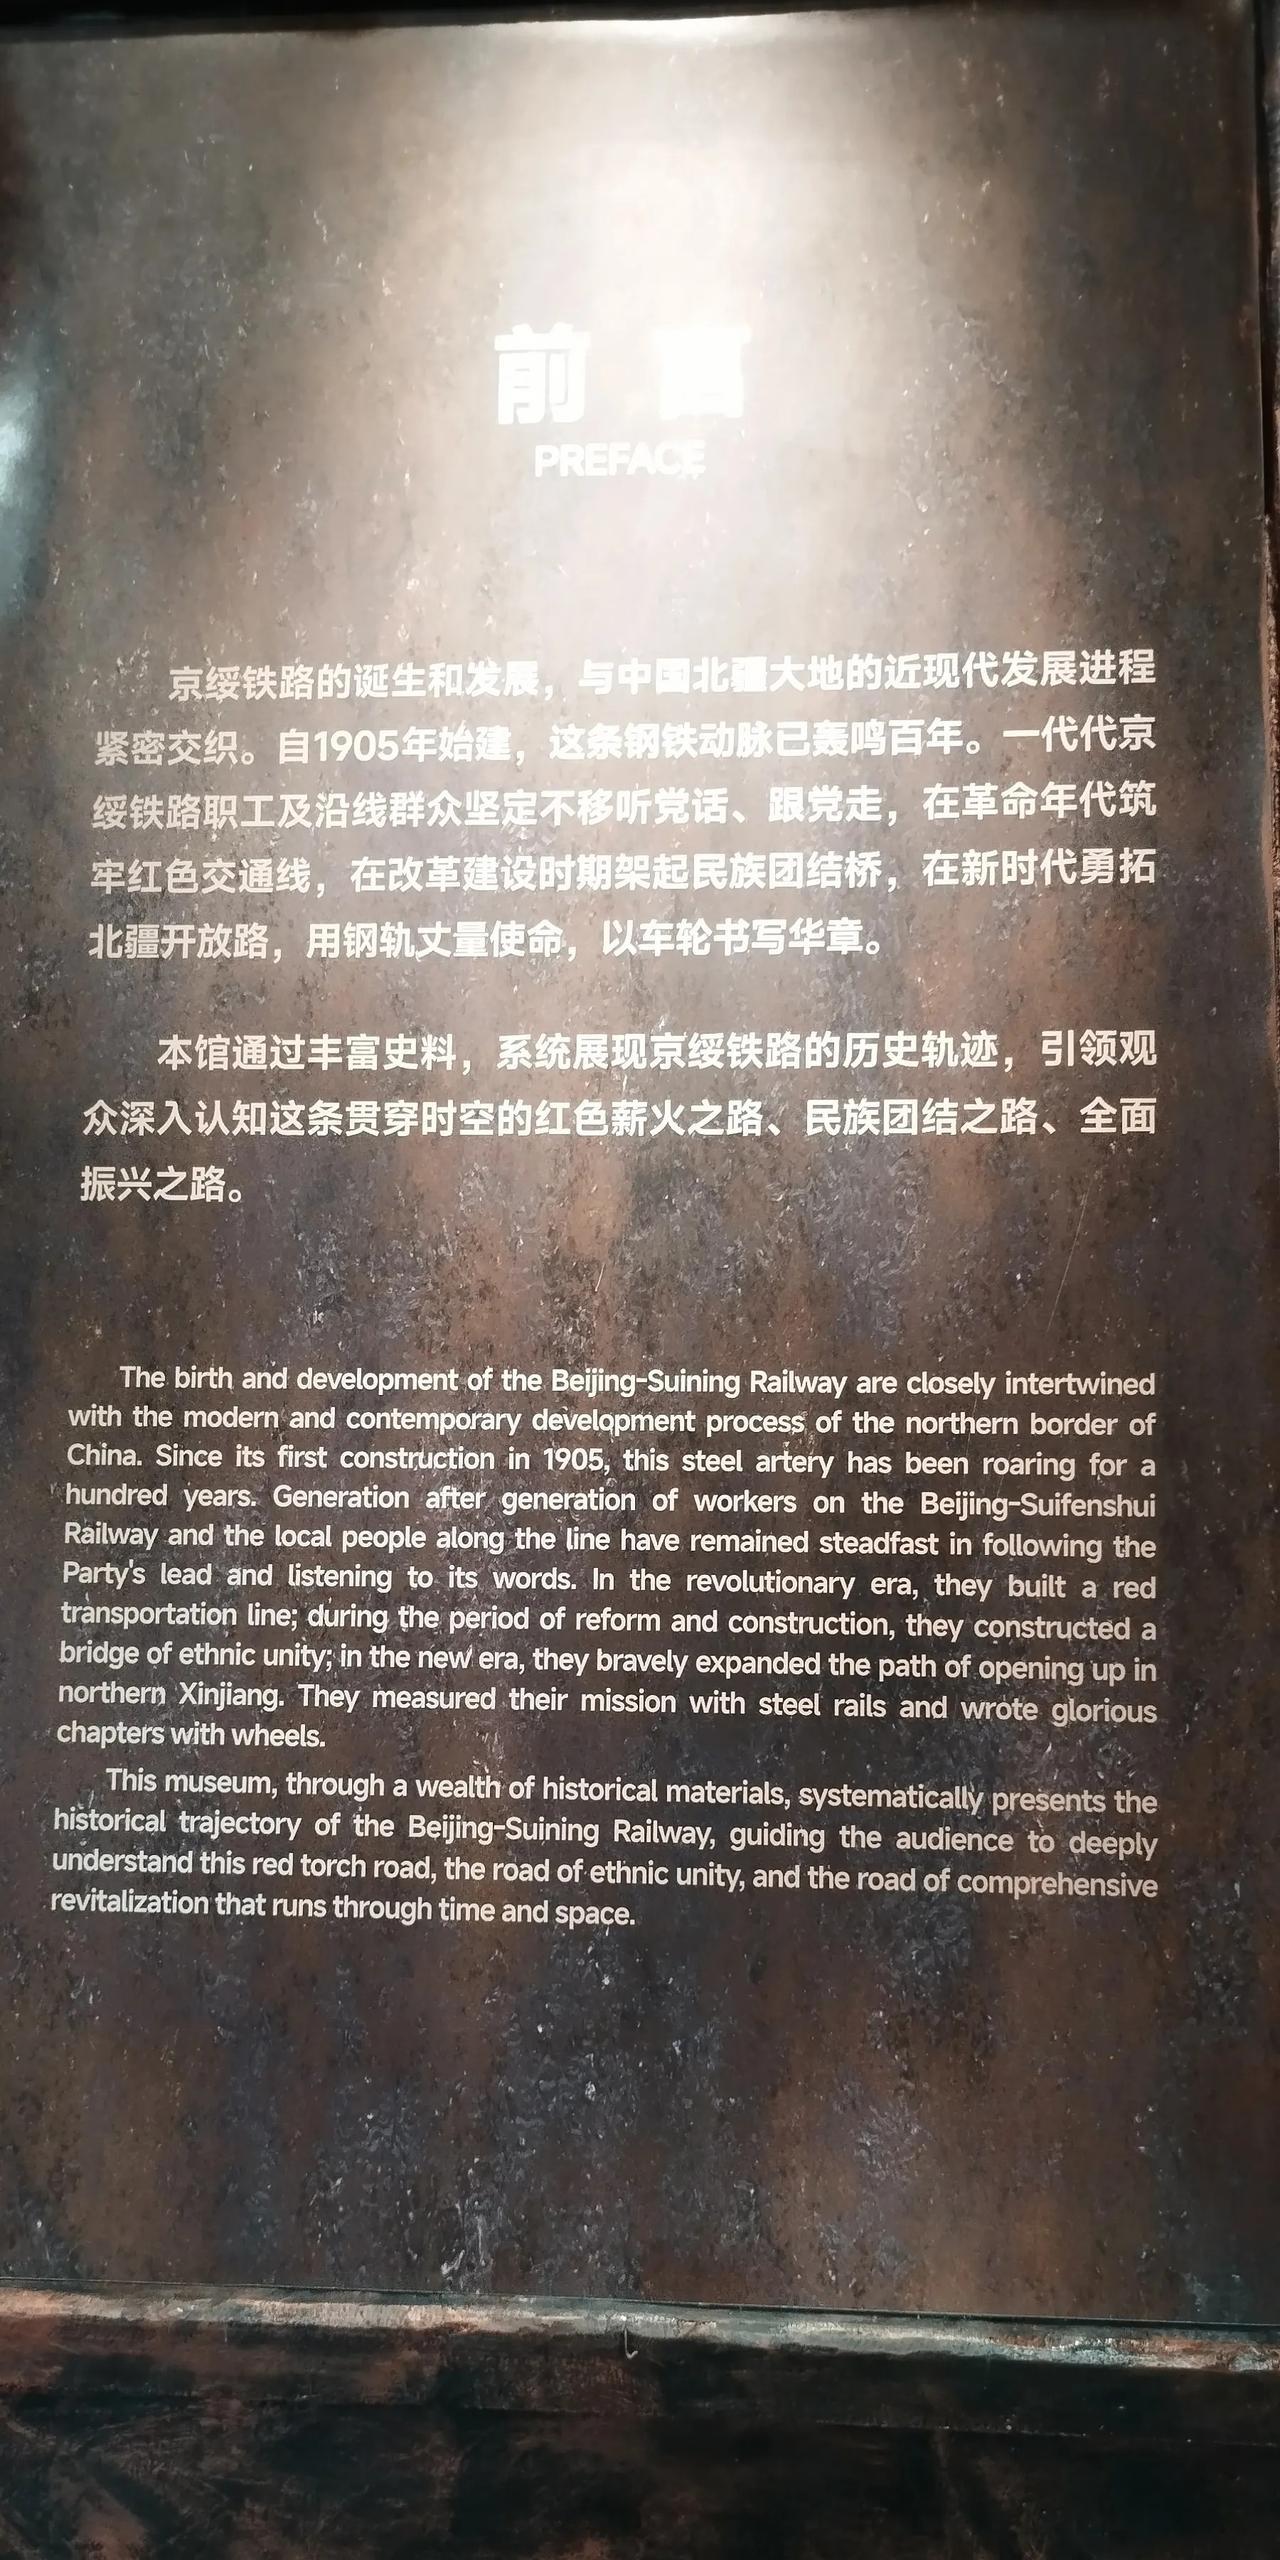 前言
PREFACE
京绥铁路的诞生和发展，与中国北疆大地的近现代发展进程
紧密交织。自1905年始建，这条钢铁动脉已轰鸣百年。一代代京
绥铁路职工及沿线群众坚定不移听党话、跟党走，在革命年代筑
牢红色交通线，在改革建设时期架起民族团结桥，在新时代勇拓
北疆开放路，用钢轨丈量使命，以车轮书写华章。
本馆通过丰富史料，系统展现京绥铁路的历史轨迹，引领观
众深入认知这条贯穿时空的红色薪火之路、民族团结之路、全面
振兴之路。
The birth and development of the Beijing-Suining Railway are closely intertwined
with the modern and contemporary development process of the northern border of
China. Since its first construction in 1905, this steel artery has been roaring for a
hundred years. Generation after generation of workers on the Beijing-Suifenshui
Railway and the local people along the line have remained steadfast in following the
Party's lead and listening to its words. In the revolutionary era, they built a red
transportation line; during the period of reform and construction, they constructed a
bridge of ethnic unity; in the new era, they bravely expanded the path of opening up in
northern Xinjiang. They measured their mission with steel rails and wrote glorious
chapters with wheels.
This museum, through a wealth of historical materials, systematically presents the
historical trajectory of the Beijing-Suining Railway, guiding the audience to deeply
understand this red torch road, the road of ethnic unity, and the road of comprehensive
revitalization that runs through time and space.